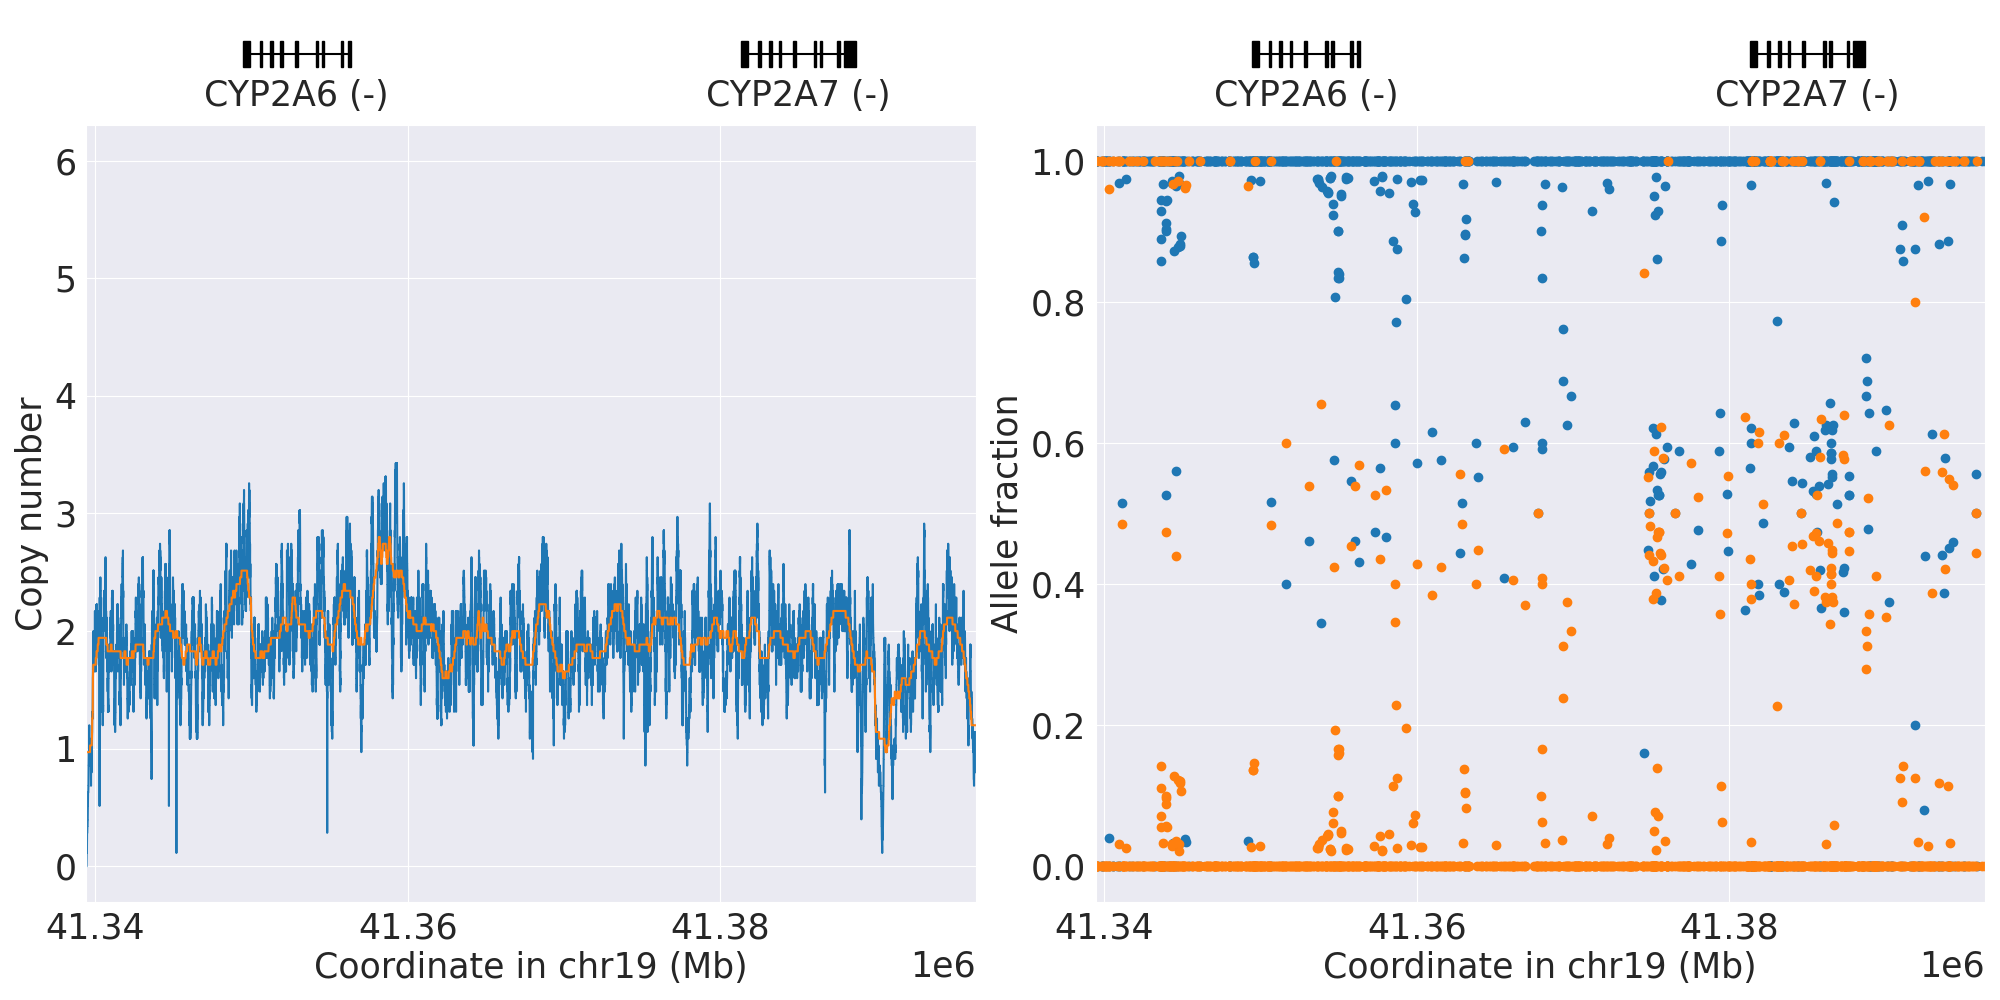 CYP2A6 (-) CYP2A7 (-)
CYP2A6 (-) CYP2A7 (-)
Copy number
6
5
4
3
2
1
0
41.34 41.36 41.38
Coordinate in chr19 (Mb) 1e6
Allele fraction
1.0
0.8
0.6
0.4
0.2
0.0
41.34 41.36 41.38
Coordinate in chr19 (Mb) 1e6